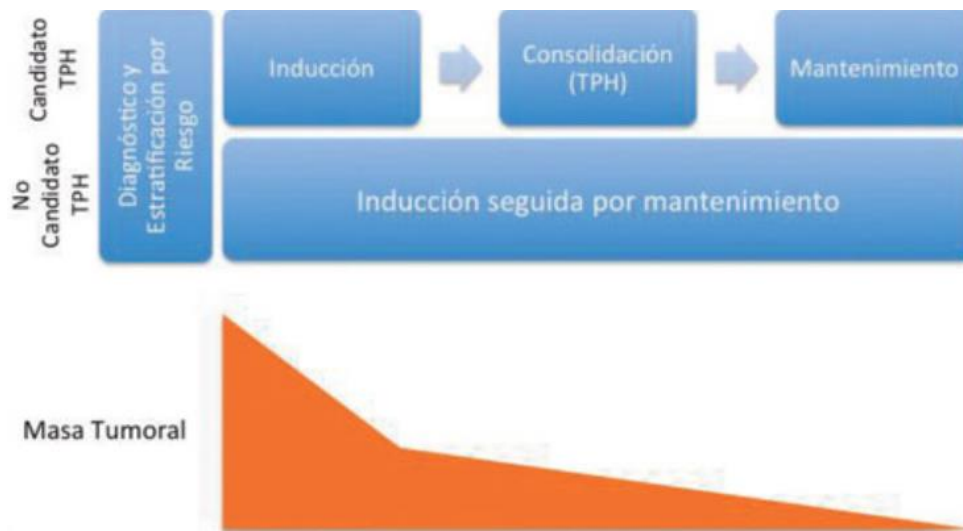 Candidato
TPH
No
Candidato
TPH
Diagnóstico y
Estratificación por
Riesgo
Inducción
Consolidación
(TPH)
Mantenimiento
Inducción seguida por mantenimiento
Masa Tumoral